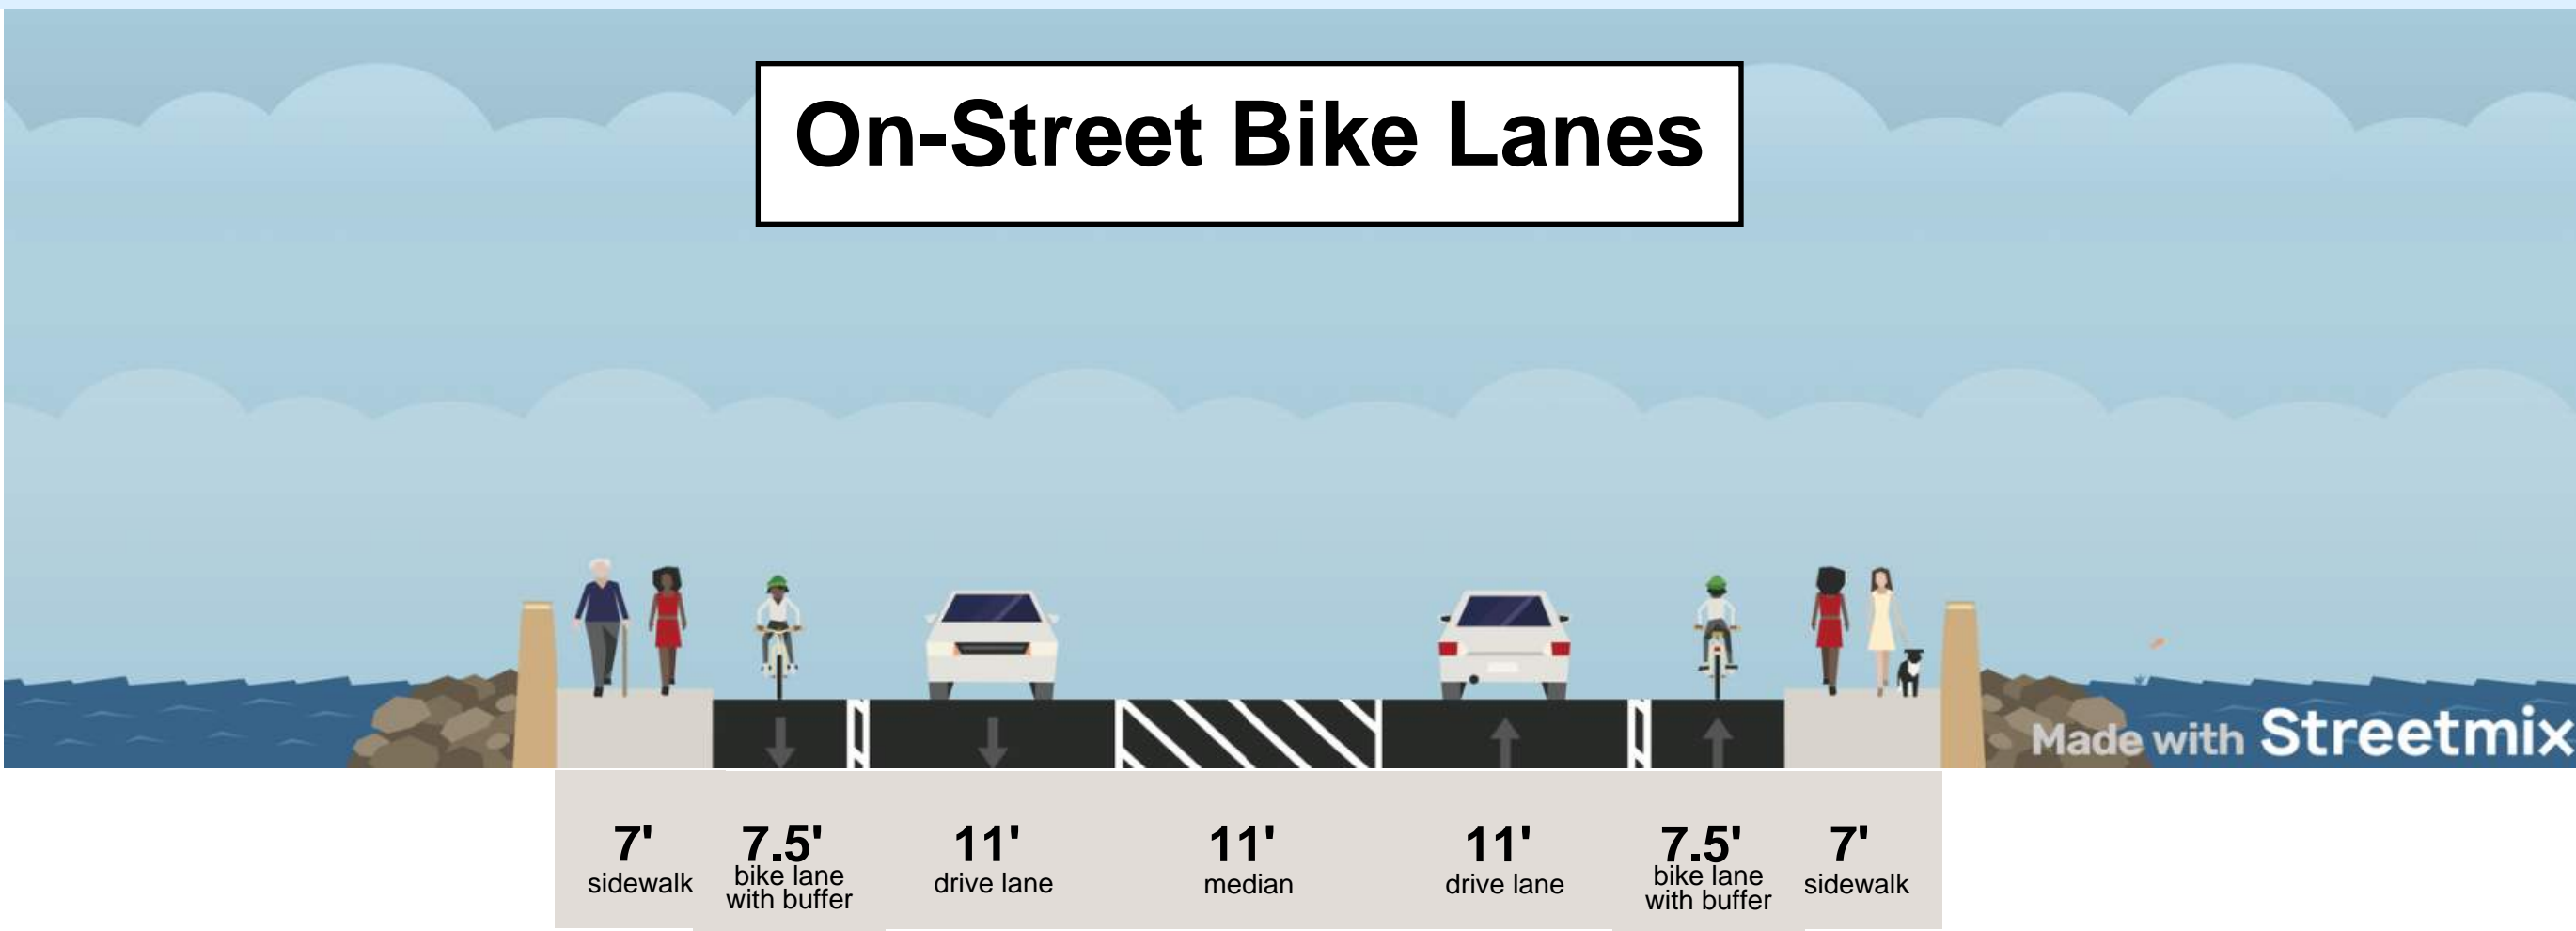 On-Street Bike Lanes
Made with Streetmix
7' 7.5' 11' 11' 11' 7.5' 7'
sidewalk bike lane with buffer drive lane median drive lane bike lane with buffer sidewalk